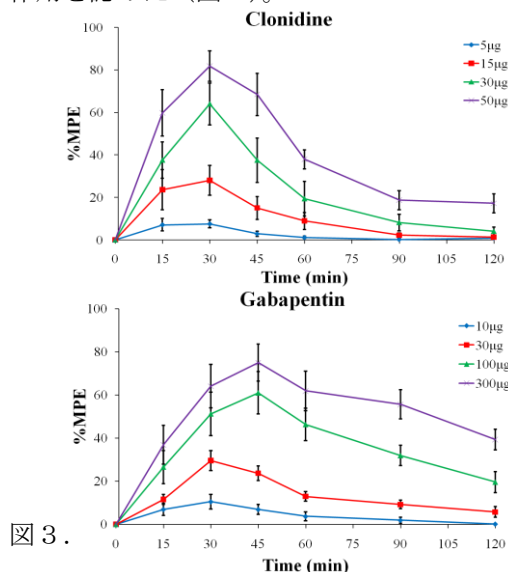 Clonidine
5μg
15μg
30μg
50μg
100
80
60
40
20
0
%MPE
0 15 30 45 60 75 90 105 120
Time (min)
Gabapentin
10μg
30μg
100μg
300μg
100
80
60
40
20
0
%MPE
0 15 30 45 60 75 90 105 120
Time (min)
図３.